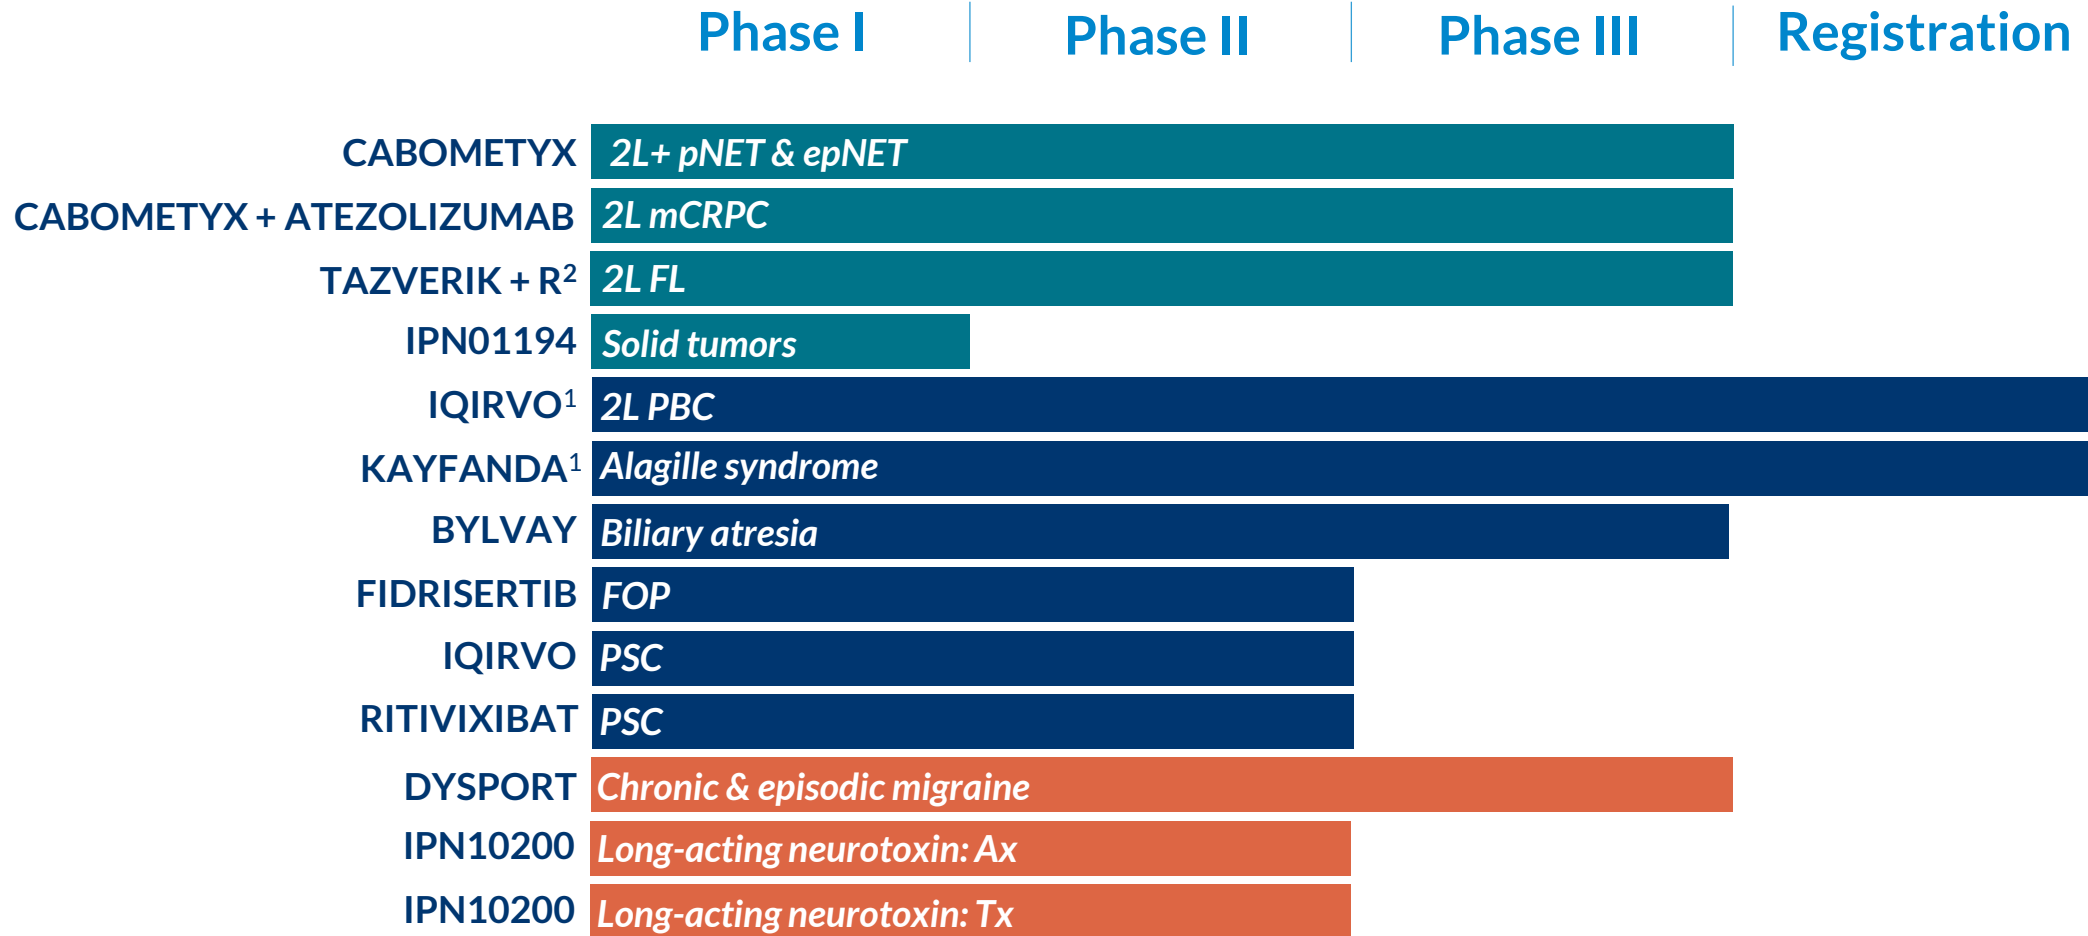 Phase I Phase II Phase III Registration
CABOMETYX 2L+ pNET & epNET
CABOMETYX + ATEZOLIZUMAB 2L mCRPC
TAZVERIK + R² 2L FL
IPN01194 Solid tumors
IQIRVO¹ 2L PBC
KAYFANDA¹ Alagille syndrome
BYLVAY Biliary atresia
FIDRISERTIB FOP
IQIRVO PSC
RITIVIXIBAT PSC
DYSPORT Chronic & episodic migraine
IPN10200 Long-acting neurotoxin: Ax
IPN10200 Long-acting neurotoxin: Tx